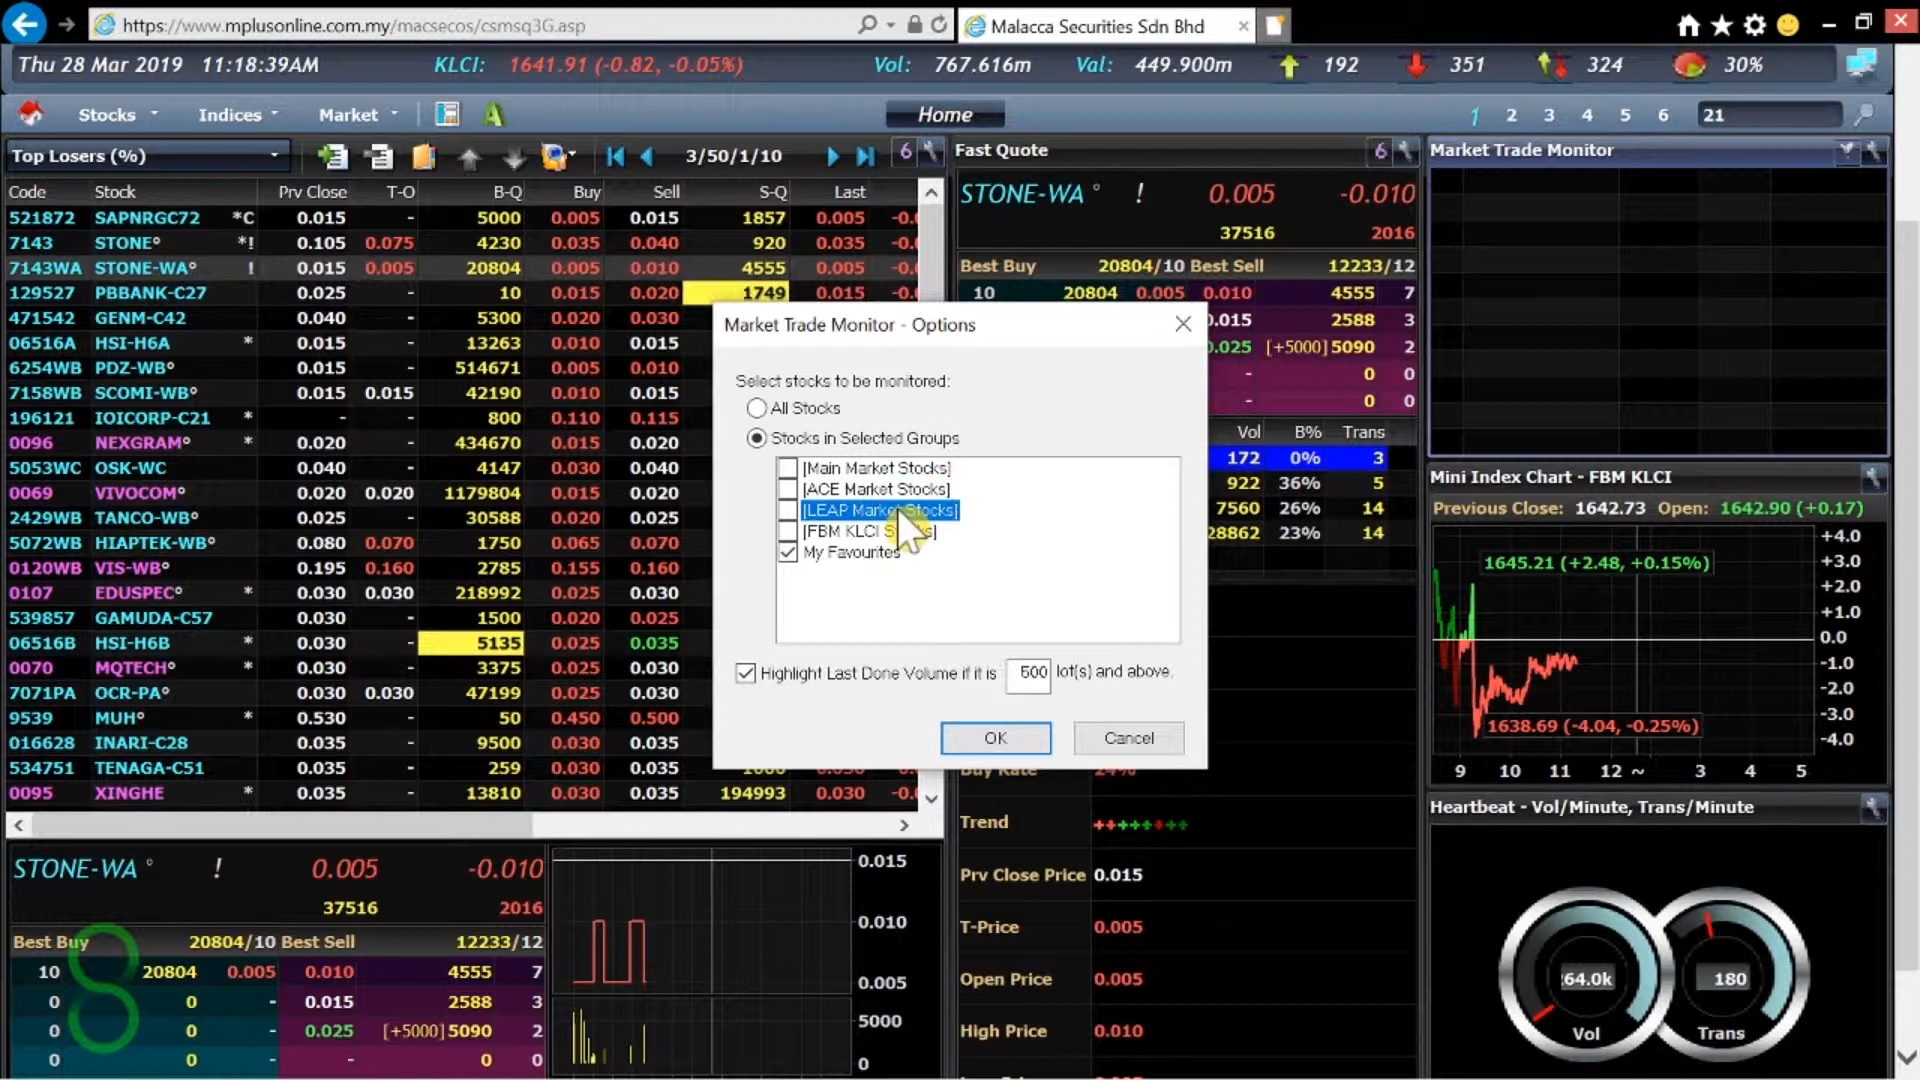 https://www.mplusonline.com.my/macsecos/csmsq3G.asp
Malacca Securities Sdn Bhd
Thu 28 Mar 2019 11:18:39AM KLCI: 1641.91 (-0.82, -0.05%) Vol: 767.616m Val: 449.900m 192 351 324 30%
Stocks Indices Market Home 1 2 3 4 5 6 21
Top Losers (%) 3/50/1/10 6
Code Stock Prv Close T-O B-Q Buy Sell S-Q Last
521872 SAPNRGC72 *C 0.015 - 5000 0.005 0.015 1857 0.005 -0.0
7143 STONE° *! 0.105 0.075 4230 0.035 0.040 920 0.035 -0.0
7143WA STONE-WA° ! 0.015 0.005 20804 0.005 0.010 4555 0.005 -0.0
129527 PBBANK-C27 0.025 - 10 0.015 0.020 1749 0.015 -0.0
471542 GENM-C42 0.040 - 5300 0.020 0.030
06516A HSI-H6A * 0.015 - 13263 0.010 0.015
6254WB PDZ-WB° 0.015 - 514671 0.005 0.010
7158WB SCOMI-WB° 0.015 0.015 42190 0.010 0.015
196121 IOICORP-C21 * - - 800 0.110 0.115
0096 NEXGRAM° * 0.020 - 434670 0.015 0.020
5053WC OSK-WC 0.040 - 4147 0.030 0.040
0069 VIVOCOM° 0.020 0.020 1179804 0.015 0.020
2429WB TANCO-WB° 0.025 - 30588 0.020 0.025
5072WB HIAPTEK-WB° 0.080 0.070 1750 0.065 0.070
0120WB VIS-WB° 0.195 0.160 2785 0.155 0.160
0107 EDUSPEC° * 0.030 0.030 218992 0.025 0.030
539857 GAMUDA-C57 0.030 - 1500 0.020 0.025
06516B HSI-H6B * 0.030 - 5135 0.025 0.035
0070 MQTECH° * 0.030 - 3375 0.025 0.030
7071PA OCR-PA° 0.030 0.030 47199 0.025 0.030
9539 MUH° * 0.530 - 50 0.450 0.500
016628 INARI-C28 0.035 - 9500 0.030 0.035
534751 TENAGA-C51 0.035 - 259 0.030 0.035
0095 XINGHE * 0.035 - 13810 0.030 0.035 194993 0.030 -0.0
STONE-WA ° ! 0.005 -0.010
37516 2016
Best Buy 20804/10 Best Sell 12233/12
10 20804 0.005 0.010 4555 7
0 0 - 0.015 2588 3
0 0 - 0.025 [+5000] 5090 2
0 0 - - 0 0
0.015
0.010
0.005
5000
0
Fast Quote 6
STONE-WA ° ! 0.005 -0.010
37516 2016
Best Buy 20804/10 Best Sell 12233/12
10 20804 0.005 0.010 4555 7
0.015 2588 3
0.025 [+5000] 5090 2
- 0 0
- 0 0
Vol B% Trans
172 0% 3
922 36% 5
7560 26% 14
28862 23% 14
Buy Rate 24%
Trend
Prv Close Price 0.015
T-Price 0.005
Open Price 0.005
High Price 0.010
Market Trade Monitor - Options
Select stocks to be monitored:
All Stocks
Stocks in Selected Groups
[Main Market Stocks]
[ACE Market Stocks]
[LEAP Market Stocks]
[FBM KLCI
My Favourites
Highlight Last Done Volume if it is 500 lot(s) and above.
OK Cancel
Market Trade Monitor
Mini Index Chart - FBM KLCI
Previous Close: 1642.73 Open: 1642.90 (+0.17)
1645.21 (+2.48, +0.15%)
1638.69 (-4.04, -0.25%)
+4.0
+3.0
+2.0
+1.0
0.0
-1.0
-2.0
-3.0
-4.0
9 10 11 12 ~ 3 4 5
Heartbeat - Vol/Minute, Trans/Minute
64.0k 180
Vol Trans